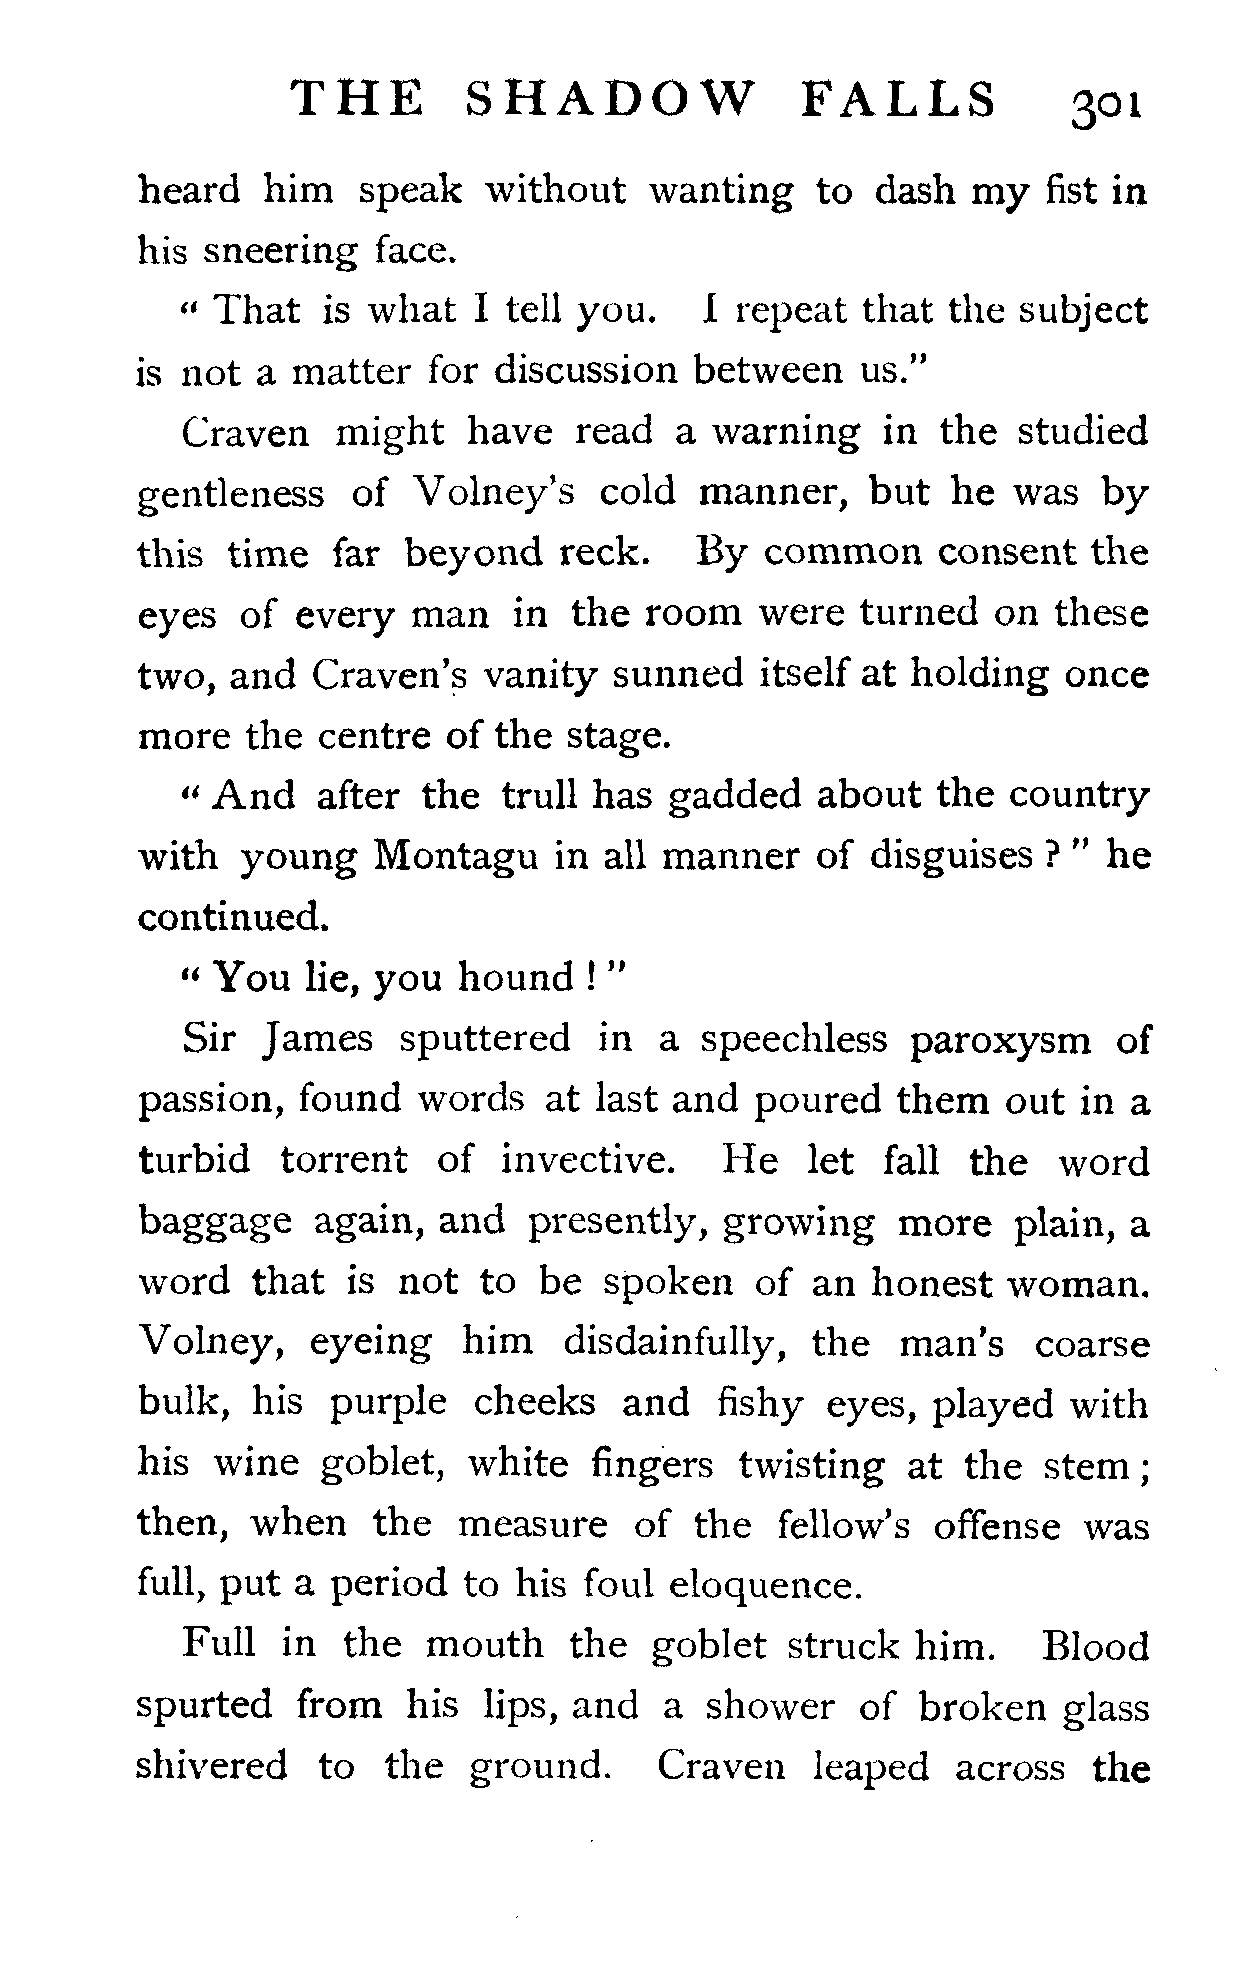 THE SHADOW FALLS 301
heard him speak without wanting to dash my fist in
his sneering face.
“ That is what I tell you. I repeat that the subject
is not a matter for discussion between us.”
Craven might have read a warning in the studied
gentleness of Volney’s cold manner, but he was by
this time far beyond reck. By common consent the
eyes of every man in the room were turned on these
two, and Craven’s vanity sunned itself at holding once
more the centre of the stage.
“ And after the trull has gadded about the country
with young Montagu in all manner of disguises ? ” he
continued.
“ You lie, you hound ! ”
Sir James sputtered in a speechless paroxysm of
passion, found words at last and poured them out in a
turbid torrent of invective. He let fall the word
baggage again, and presently, growing more plain, a
word that is not to be spoken of an honest woman.
Volney, eyeing him disdainfully, the man’s coarse
bulk, his purple cheeks and fishy eyes, played with
his wine goblet, white fingers twisting at the stem ;
then, when the measure of the fellow’s offense was
full, put a period to his foul eloquence.
Full in the mouth the goblet struck him. Blood
spurted from his lips, and a shower of broken glass
shivered to the ground. Craven leaped across the